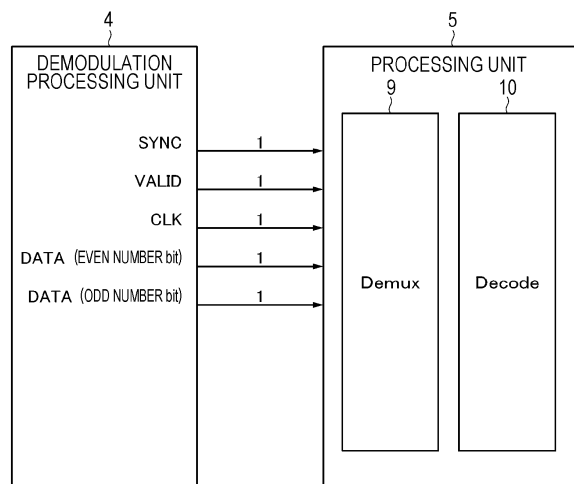 4
DEMODULATION
PROCESSING UNIT
SYNC 1
VALID 1
CLK 1
DATA (EVEN NUMBER bit) 1
DATA (ODD NUMBER bit) 1
5
PROCESSING UNIT
9 10
Demux Decode